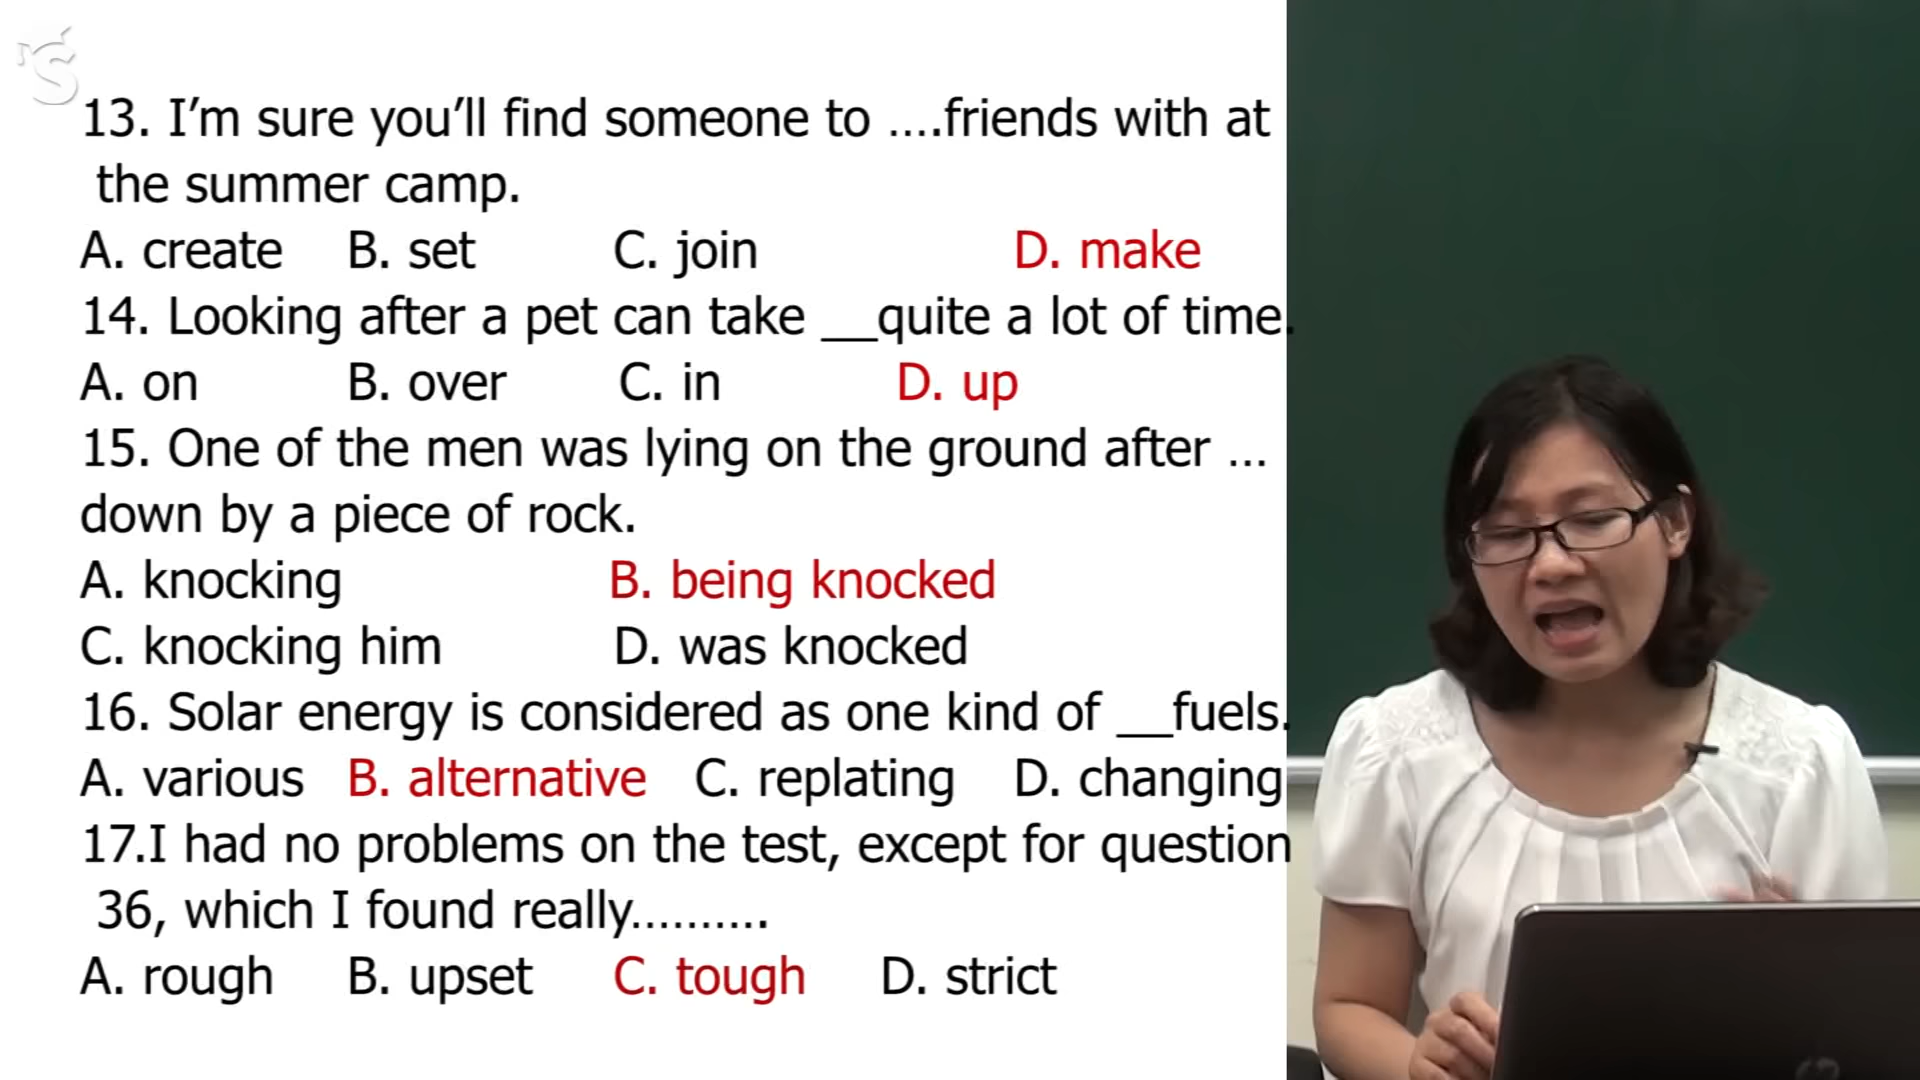 S
13. I’m sure you’ll find someone to ….friends with at
the summer camp.
A. create B. set C. join D. make
14. Looking after a pet can take __quite a lot of time.
A. on B. over C. in D. up
15. One of the men was lying on the ground after ...
down by a piece of rock.
A. knocking B. being knocked
C. knocking him D. was knocked
16. Solar energy is considered as one kind of __fuels.
A. various B. alternative C. replating D. changing
17.I had no problems on the test, except for question
36, which I found really..........
A. rough B. upset C. tough D. strict
hp